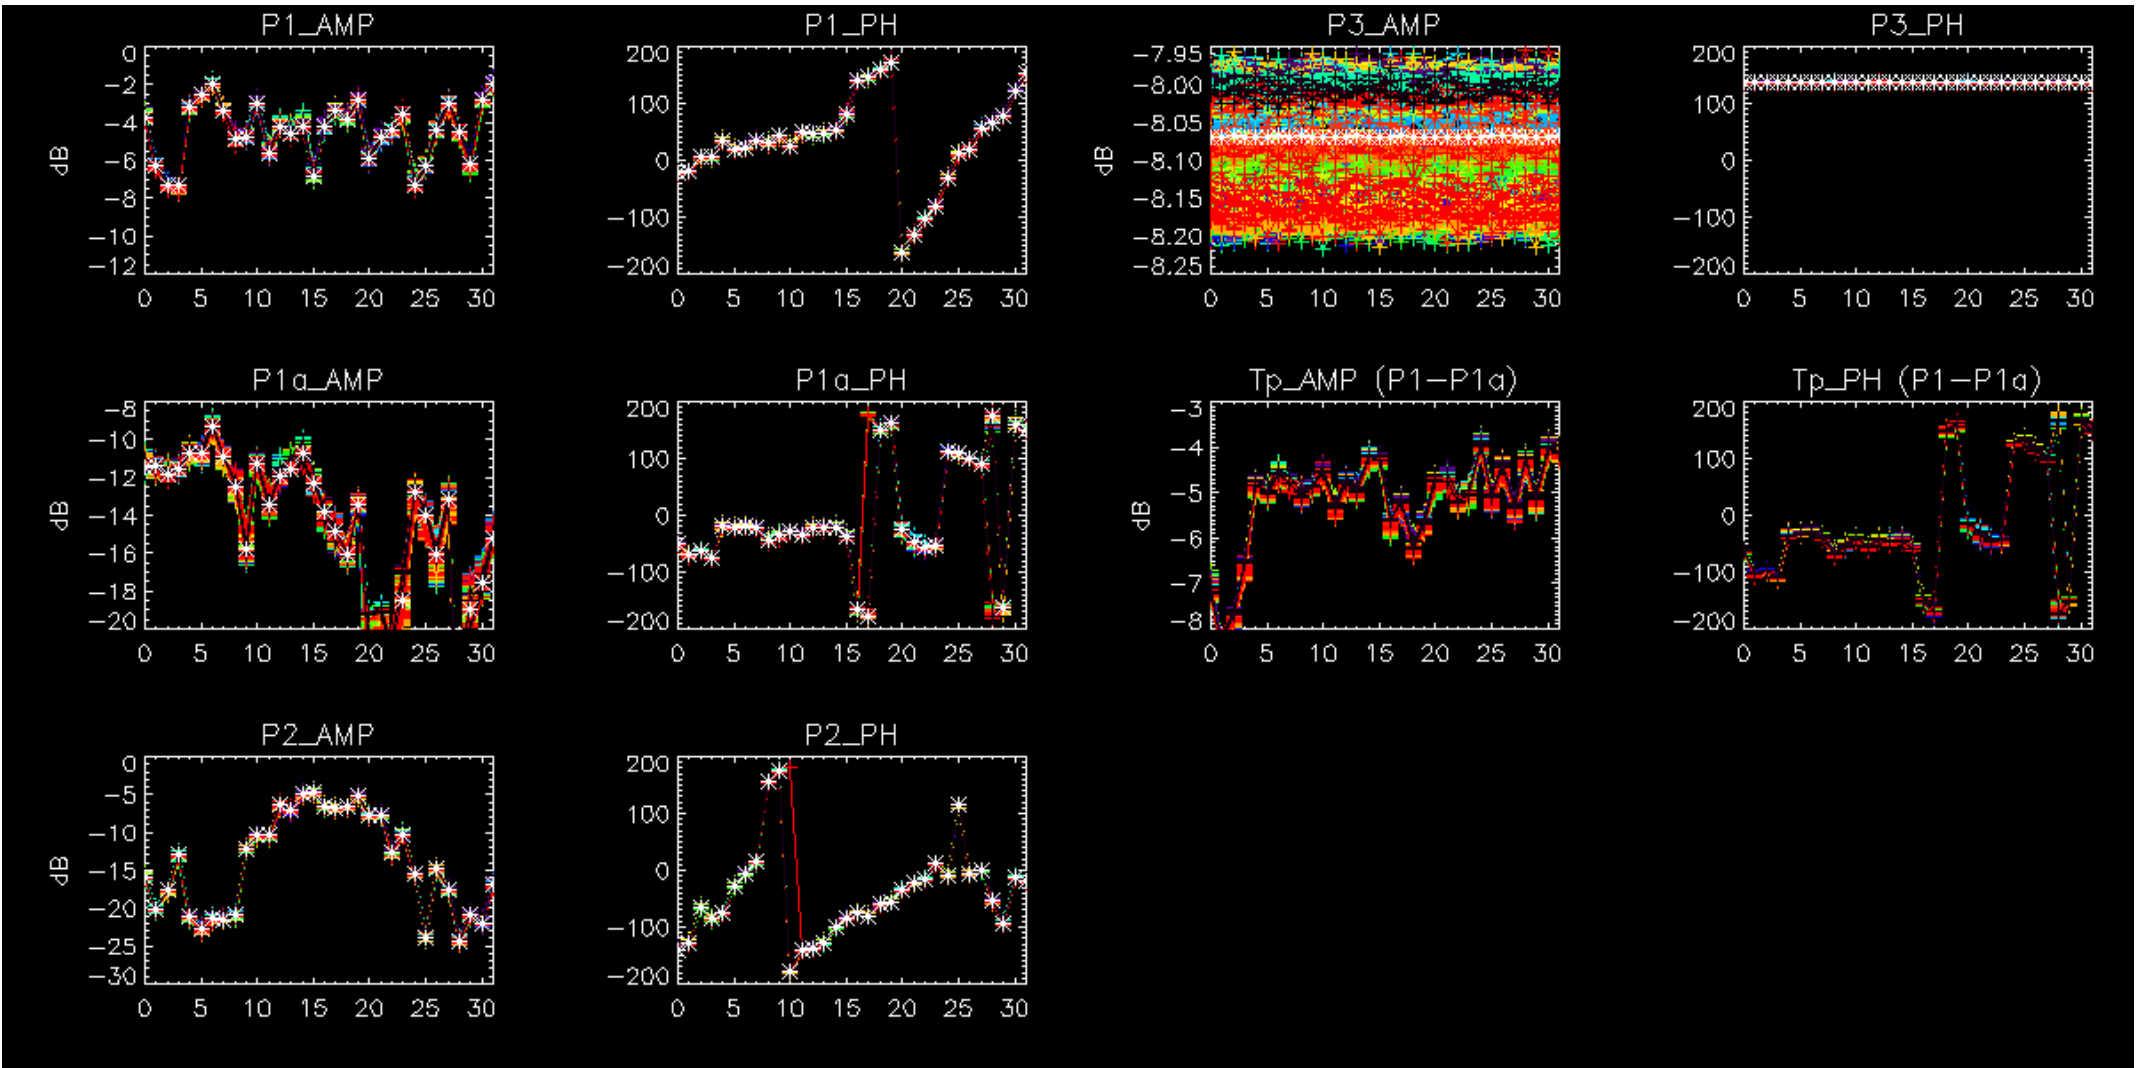 P1_AMP
P1_PH
P3_AMP
P3_PH
0
−2
−4
−6
−8
−10
−12
dB
0 5 10 15 20 25 30
200
100
0
−100
−200
0 5 10 15 20 25 30
−7.95
−8.00
−8.05
−8.10
−8.15
−8.20
−8.25
dB
0 5 10 15 20 25 30
200
100
0
−100
−200
0 5 10 15 20 25 30
P1a_AMP
P1a_PH
Tp_AMP (P1−P1a)
Tp_PH (P1−P1a)
−8
−10
−12
−14
−16
−18
−20
dB
0 5 10 15 20 25 30
200
100
0
−100
−200
0 5 10 15 20 25 30
−3
−4
−5
−6
−7
−8
dB
0 5 10 15 20 25 30
200
100
0
−100
−200
0 5 10 15 20 25 30
P2_AMP
P2_PH
0
−5
−10
−15
−20
−25
−30
dB
0 5 10 15 20 25 30
200
100
0
−100
−200
0 5 10 15 20 25 30